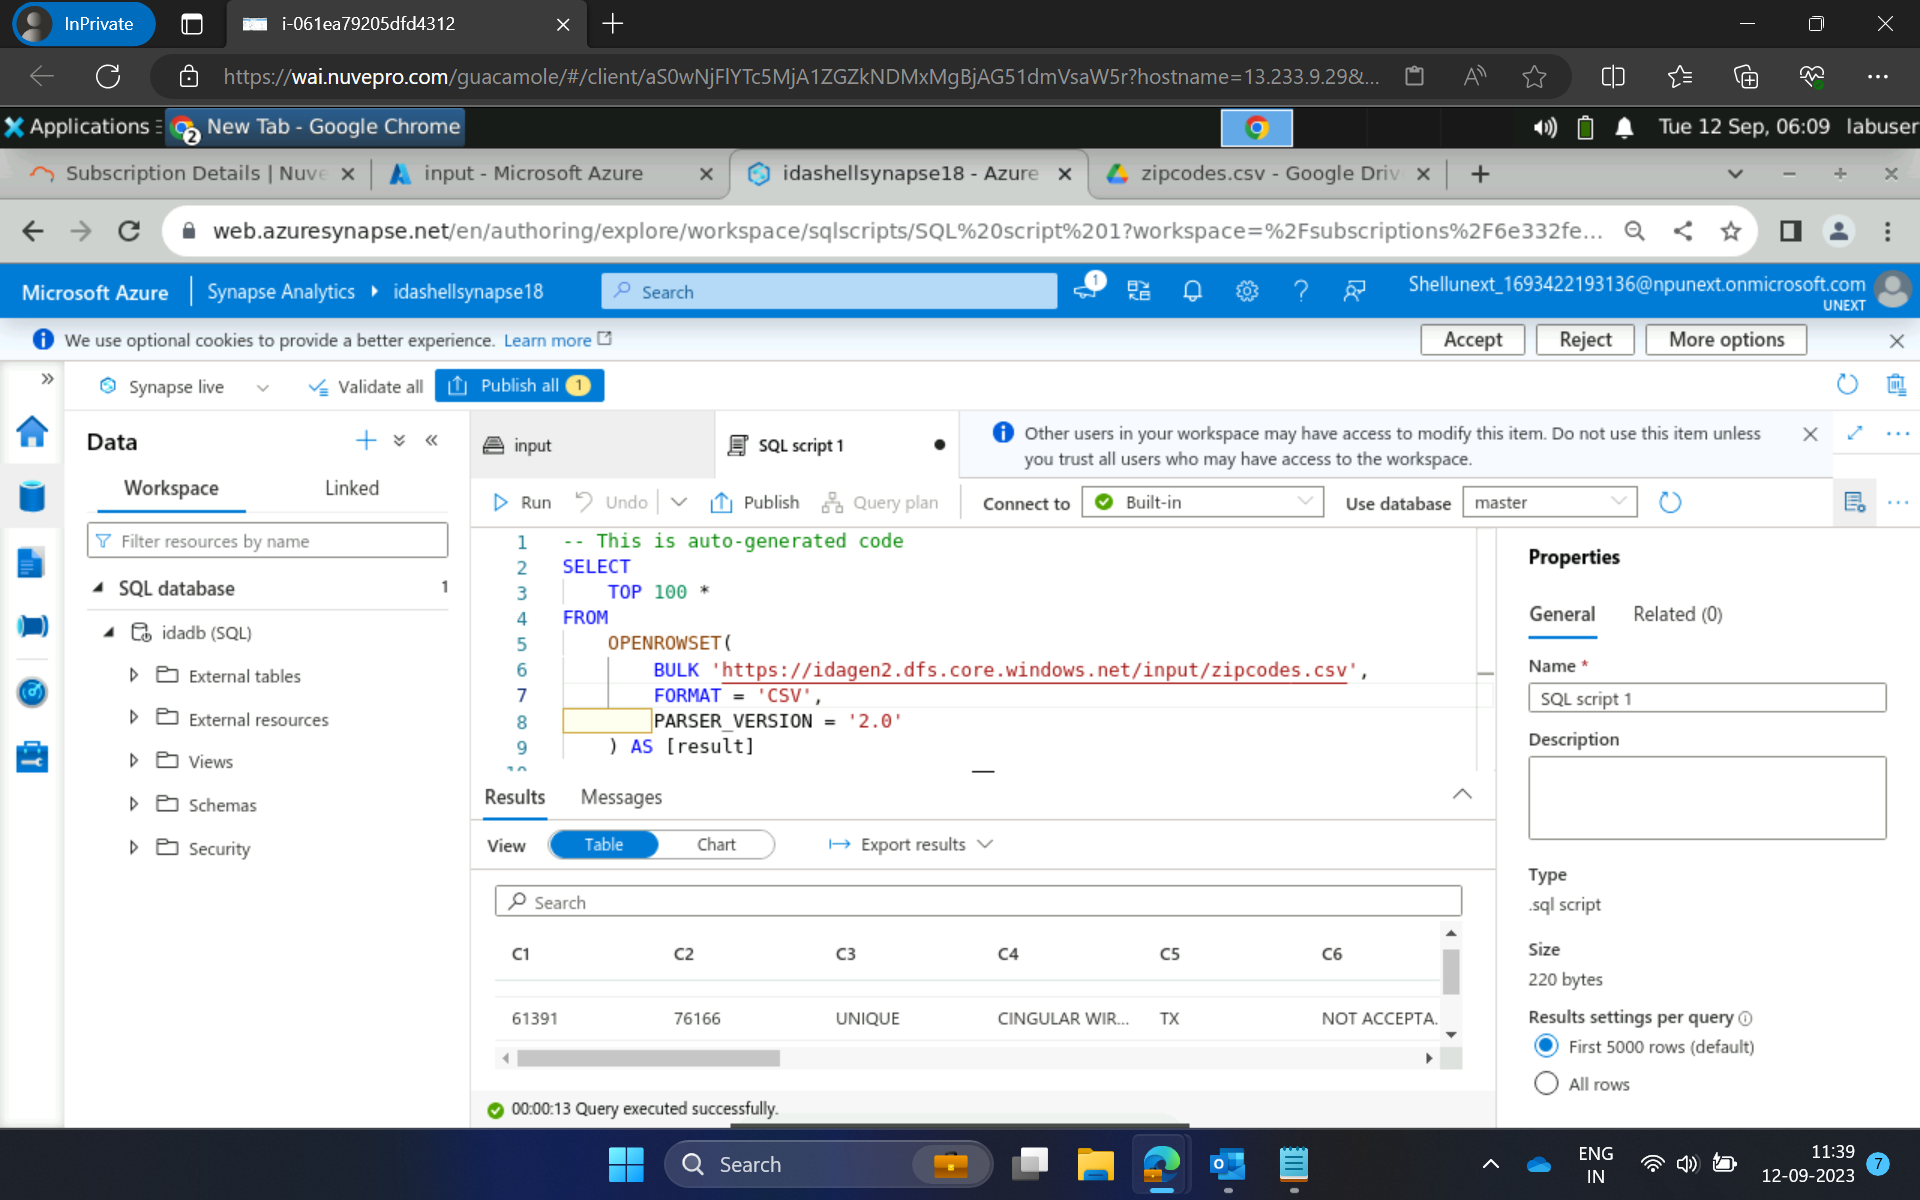 InPrivate
i-061ea79205dfd4312
https://wai.nuvepro.com/guacamole/#/client/aS0wNjFlYTc5MjA1ZGZkNDMxMgBjAG51dmVsaW5r?hostname=13.233.9.29&...
Applications
2
New Tab - Google Chrome
Tue 12 Sep, 06:09
labuser
Subscription Details | Nuve
input - Microsoft Azure
idashellsynapse18 - Azure
zipcodes.csv - Google Driv
web.azuresynapse.net/en/authoring/explore/workspace/sqlscripts/SQL%20script%201?workspace=%2Fsubscriptions%2F6e332fe...
Microsoft Azure
Synapse Analytics
idashellsynapse18
Search
1
Shellunext_1693422193136@npunext.onmicrosoft.com
UNEXT
We use optional cookies to provide a better experience. Learn more
Accept
Reject
More options
Synapse live
Validate all
Publish all 1
Data
Workspace
Linked
Filter resources by name
SQL database 1
idadb (SQL)
External tables
External resources
Views
Schemas
Security
input
SQL script 1
Other users in your workspace may have access to modify this item. Do not use this item unless
you trust all users who may have access to the workspace.
Run
Undo
Publish
Query plan
Connect to
Built-in
Use database
master
1 -- This is auto-generated code
2 SELECT
3 TOP 100 *
4 FROM
5 OPENROWSET(
6 BULK 'https://idagen2.dfs.core.windows.net/input/zipcodes.csv',
7 FORMAT = 'CSV',
8 PARSER_VERSION = '2.0'
9 ) AS [result]
Results
Messages
View
Table
Chart
Export results
Search
C1 C2 C3 C4 C5 C6
61391 76166 UNIQUE CINGULAR WIR... TX NOT ACCEPTA.
00:00:13 Query executed successfully.
Properties
General
Related (0)
Name *
SQL script 1
Description
Type
.sql script
Size
220 bytes
Results settings per query
First 5000 rows (default)
All rows
Search
ENG
IN
11:39
12-09-2023
7